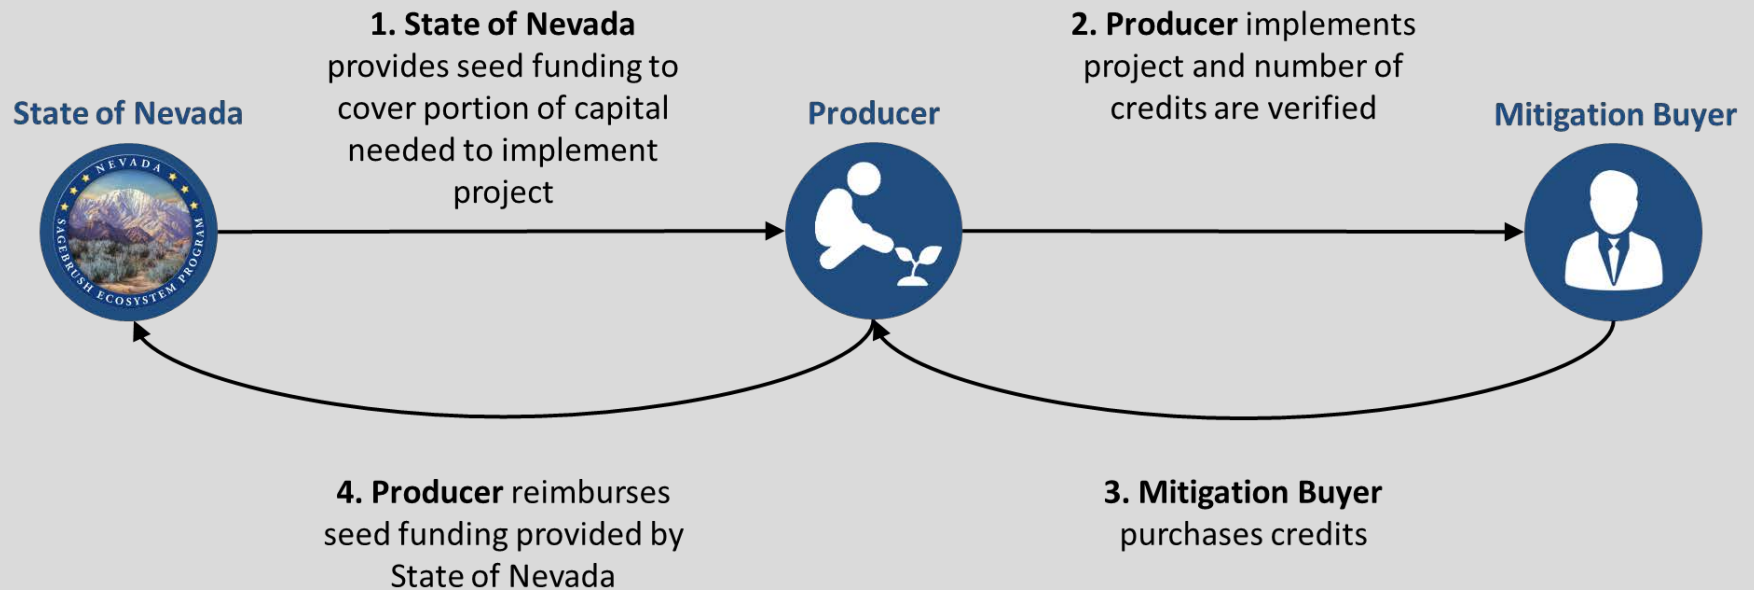 State of Nevada
NEVADA
SAGEBRUSH ECOSYSTEM PROGRAM
1. State of Nevada
provides seed funding to
cover portion of capital
needed to implement
project
Producer
2. Producer implements
project and number of
credits are verified
Mitigation Buyer
4. Producer reimburses
seed funding provided by
State of Nevada
3. Mitigation Buyer
purchases credits